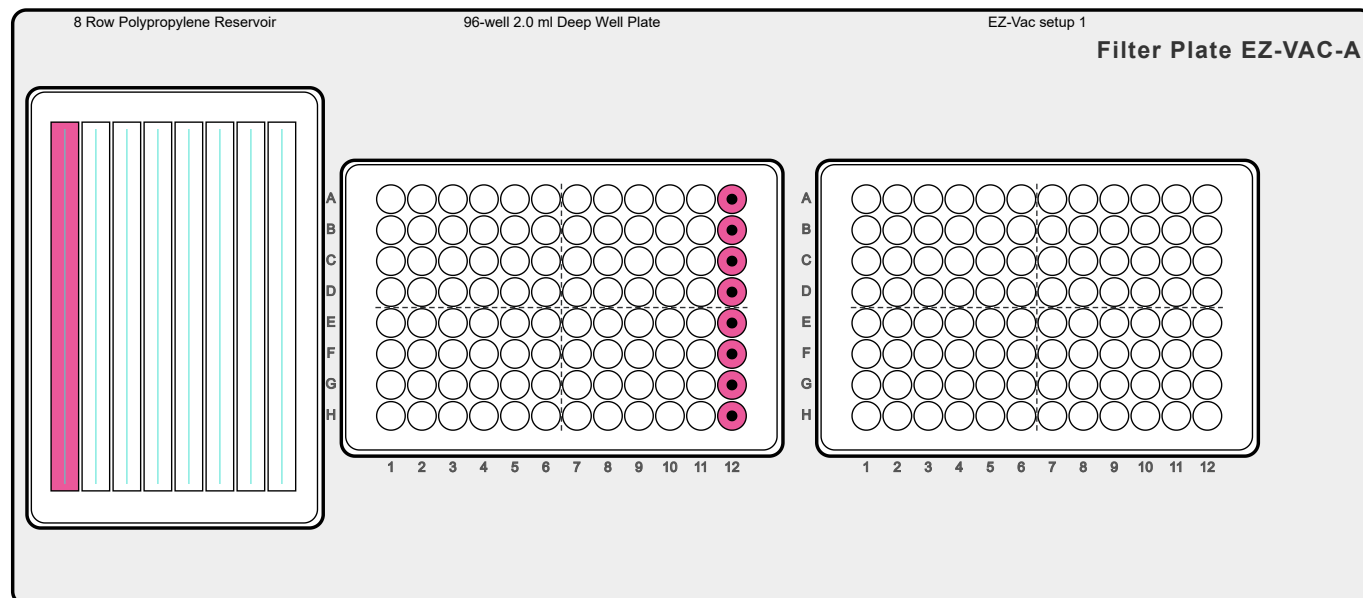 8 Row Polypropylene Reservoir
96-well 2.0 ml Deep Well Plate
EZ-Vac setup 1
Filter Plate EZ-VAC-A
A
B
C
D
E
F
G
H
1 2 3 4 5 6 7 8 9 10 11 12
A
B
C
D
E
F
G
H
1 2 3 4 5 6 7 8 9 10 11 12